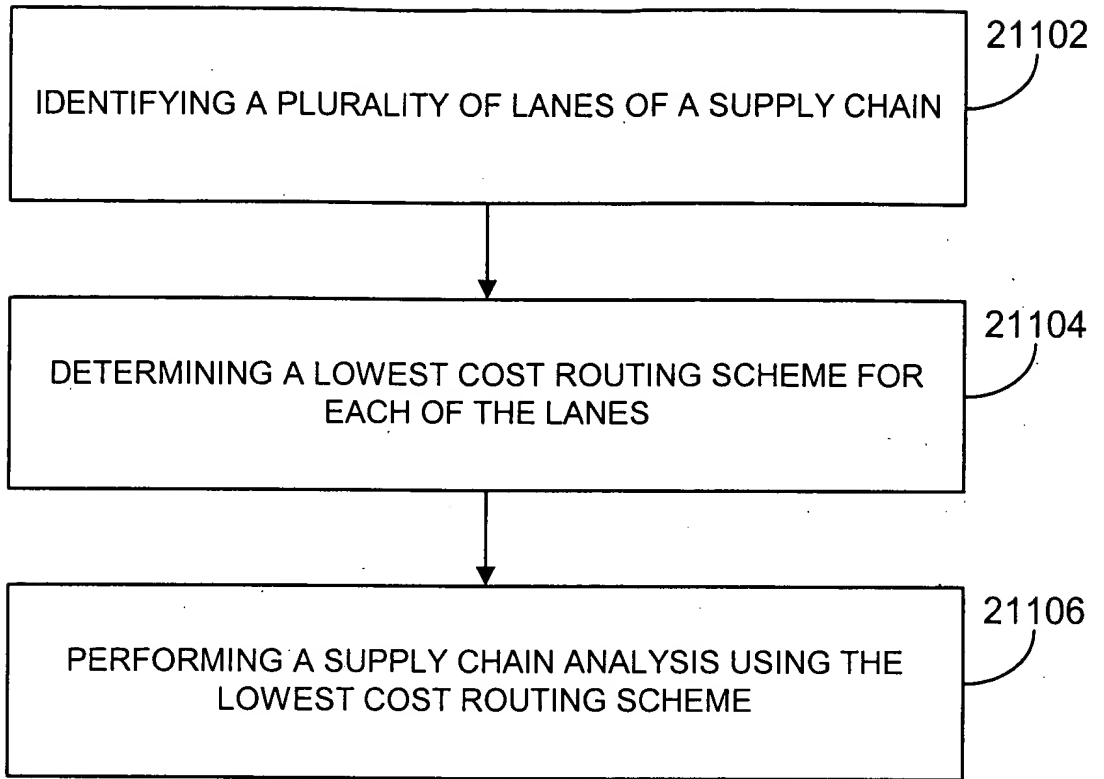 21102
IDENTIFYING A PLURALITY OF LANES OF A SUPPLY CHAIN
21104
DETERMINING A LOWEST COST ROUTING SCHEME FOR
EACH OF THE LANES
21106
PERFORMING A SUPPLY CHAIN ANALYSIS USING THE
LOWEST COST ROUTING SCHEME